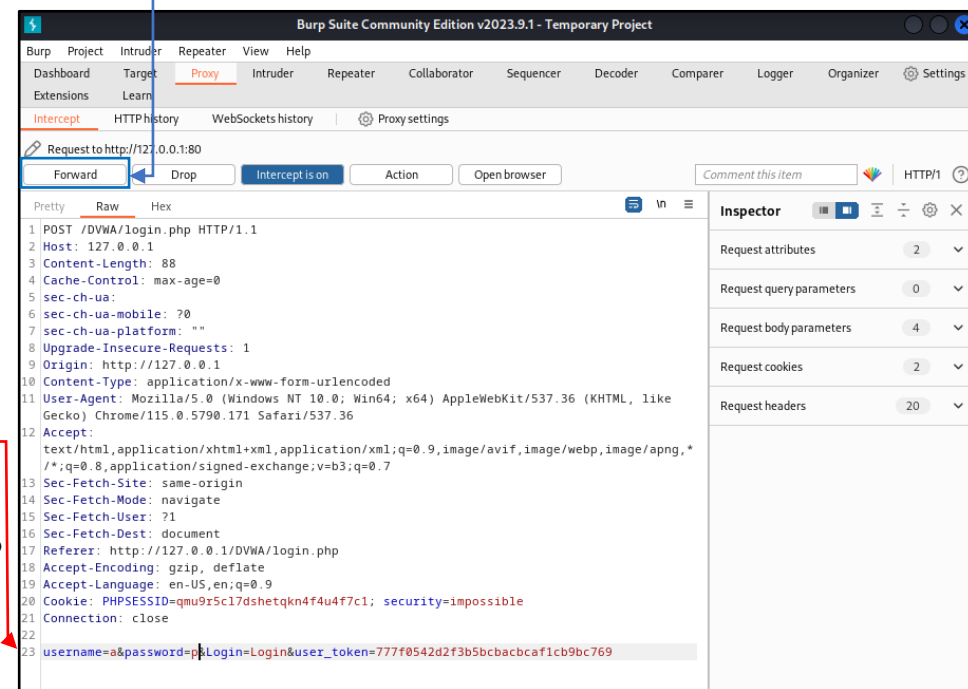 Burp Suite Community Edition v2023.9.1 - Temporary Project
Burp Project Intruder Repeater View Help
Dashboard Target Proxy Intruder Repeater Collaborator Sequencer Decoder Comparer Logger Organizer Settings
Extensions Learn
Intercept HTTP history WebSockets history Proxy settings
Request to http://127.0.0.1:80
Forward Drop Intercept is on Action Open browser Comment this item HTTP/1 ?
Pretty Raw Hex \n Inspector
1 POST /DVWA/login.php HTTP/1.1
2 Host: 127.0.0.1
3 Content-Length: 88
4 Cache-Control: max-age=0
5 sec-ch-ua:
6 sec-ch-ua-mobile: ?0
7 sec-ch-ua-platform: ""
8 Upgrade-Insecure-Requests: 1
9 Origin: http://127.0.0.1
10 Content-Type: application/x-www-form-urlencoded
11 User-Agent: Mozilla/5.0 (Windows NT 10.0; Win64; x64) AppleWebKit/537.36 (KHTML, like
Gecko) Chrome/115.0.5790.171 Safari/537.36
12 Accept:
text/html,application/xhtml+xml,application/xml;q=0.9,image/avif,image/webp,image/apng,*
/*;q=0.8,application/signed-exchange;v=b3;q=0.7
13 Sec-Fetch-Site: same-origin
14 Sec-Fetch-Mode: navigate
15 Sec-Fetch-User: ?1
16 Sec-Fetch-Dest: document
17 Referer: http://127.0.0.1/DVWA/login.php
18 Accept-Encoding: gzip, deflate
19 Accept-Language: en-US,en;q=0.9
20 Cookie: PHPSESSID=qmu9r5cl7dshetqkn4f4u4f7c1; security=impossible
21 Connection: close
22
23 username=a&password=p&Login=Login&user_token=777f0542d2f3b5bcbacbcaf1cb9bc769
Request attributes 2
Request query parameters 0
Request body parameters 4
Request cookies 2
Request headers 20